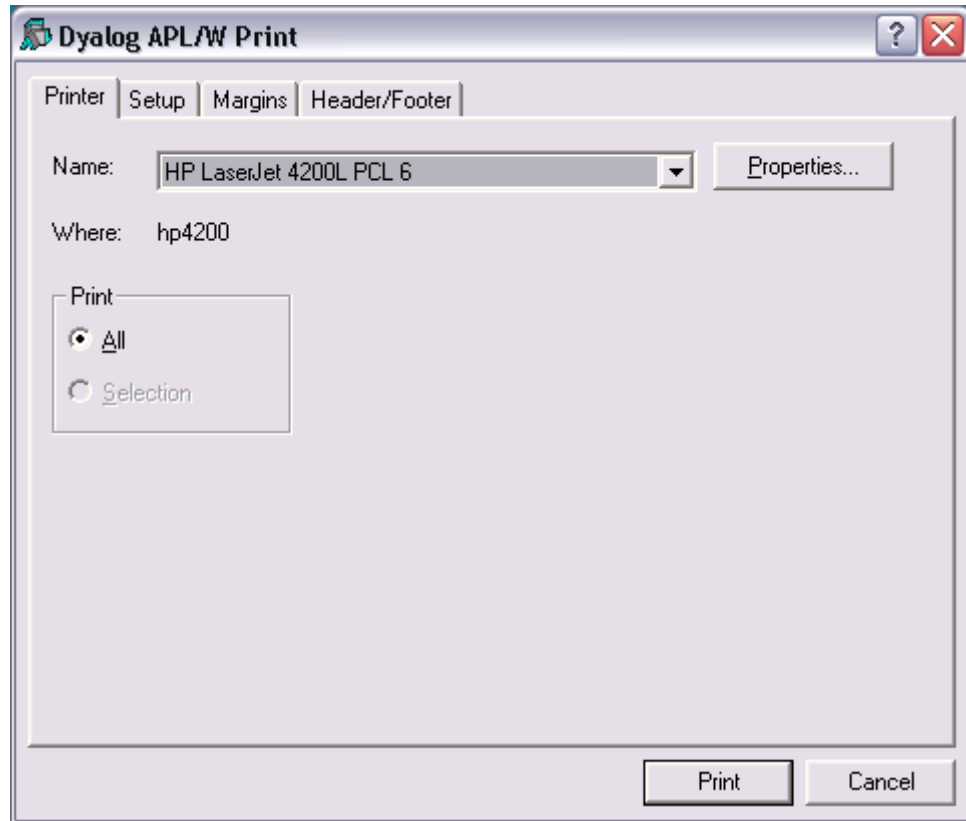 Dyalog APL/W Print
?
Printer Setup Margins Header/Footer
Name: HP LaserJet 4200L PCL 6 Properties...
Where: hp4200
Print
All
Selection
Print Cancel